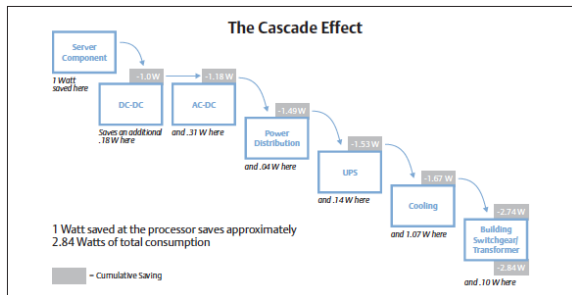 The Cascade Effect
Server
Component
1 Watt
saved here
-1.0 W
DC-DC
Saves an additional
.18 W here
-1.18 W
AC-DC
and .31 W here
-1.49 W
Power
Distribution
and .04 W here
-1.53 W
UPS
and .14 W here
-1.67 W
Cooling
and 1.07 W here
-2.74 W
Building
Switchgear/
Transformer
-2.84 W
and .10 W here
1 Watt saved at the processor saves approximately
2.84 Watts of total consumption
= Cumulative Saving